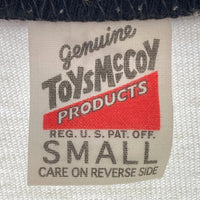 Genuine
TOYS McCOY
PRODUCTS
REG. U.S. PAT. OFF.
SMALL
CARE ON REVERSE SIDE